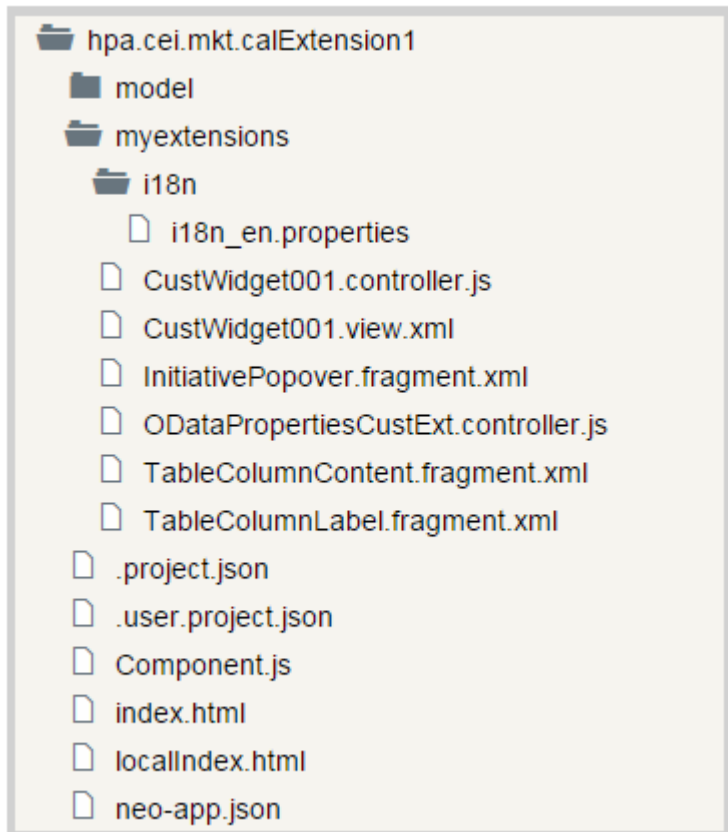 hpa.cei.mkt.calExtension1
model
myextensions
i18n
i18n_en.properties
CustWidget001.controller.js
CustWidget001.view.xml
InitiativePopover.fragment.xml
ODataPropertiesCustExt.controller.js
TableColumnContent.fragment.xml
TableColumnLabel.fragment.xml
.project.json
.user.project.json
Component.js
index.html
localIndex.html
neo-app.json